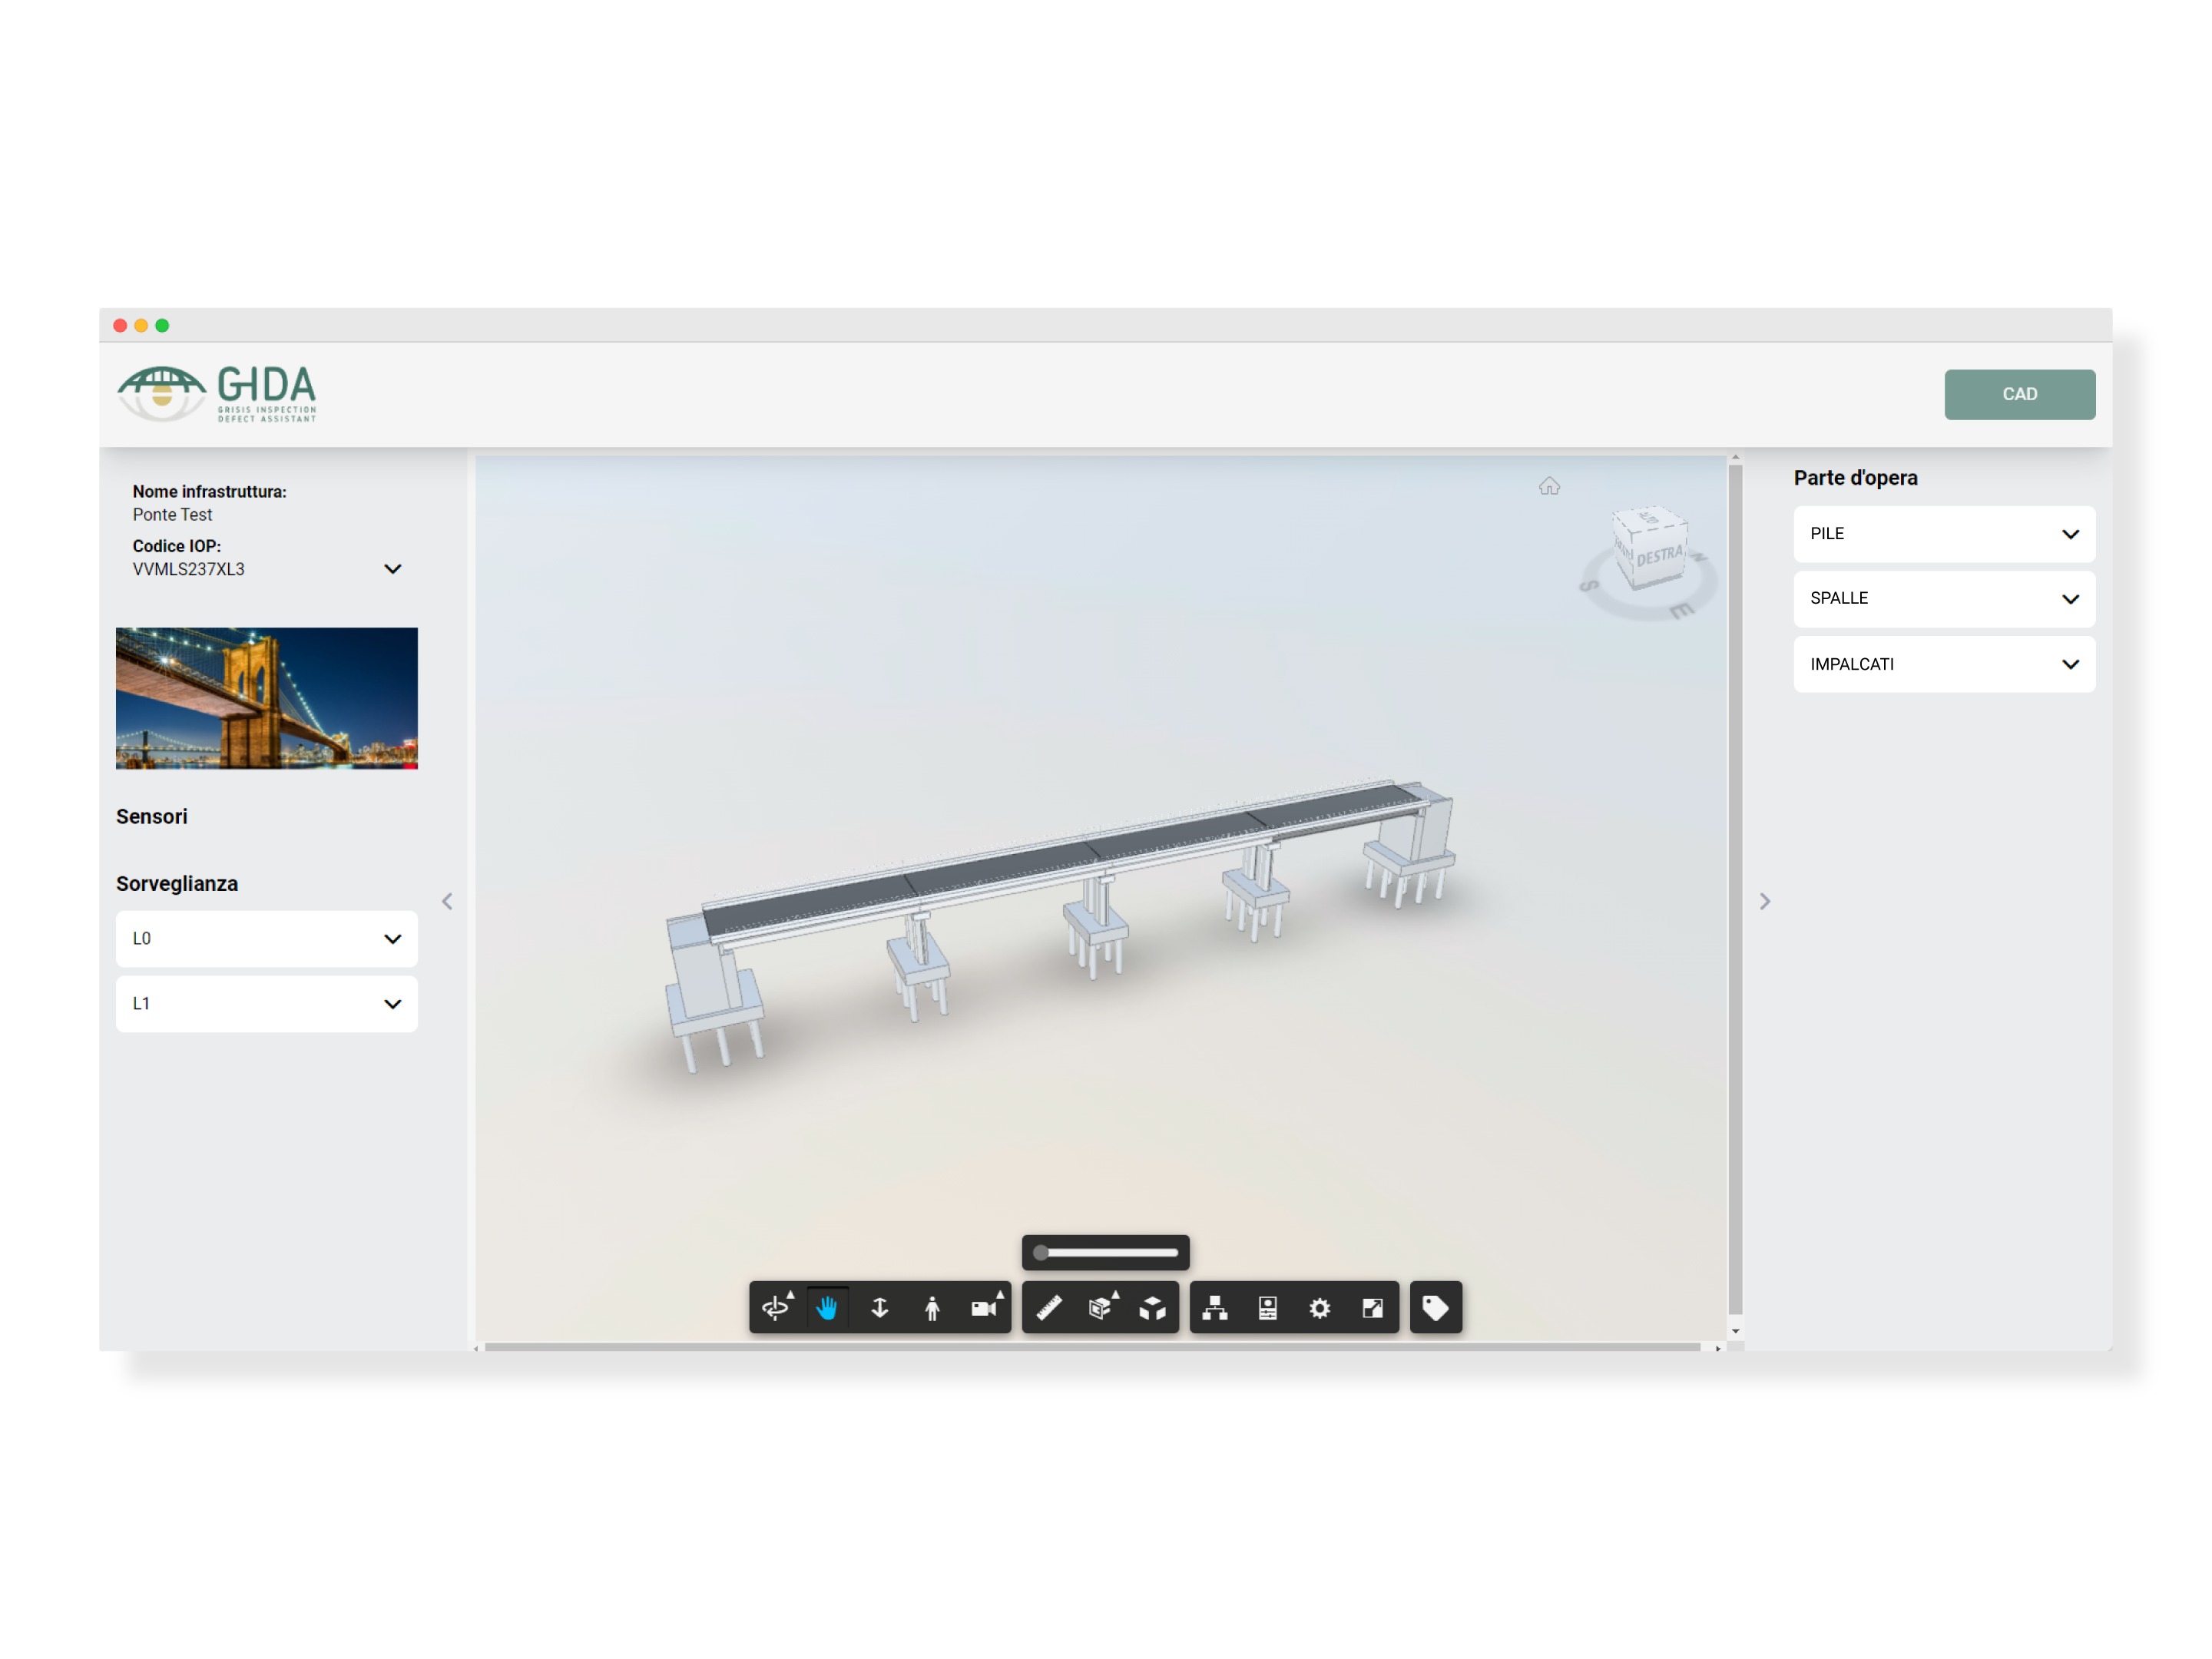 GIDA
GRISIS INSPECTION
DEFECT ASSISTANT
CAD
Nome infrastruttura:
Ponte Test
Codice IOP:
VVMLS237XL3
Sensori
Sorveglianza
L0
L1
DESTRA
S
E
N
Parte d'opera
PILE
SPALLE
IMPALCATI